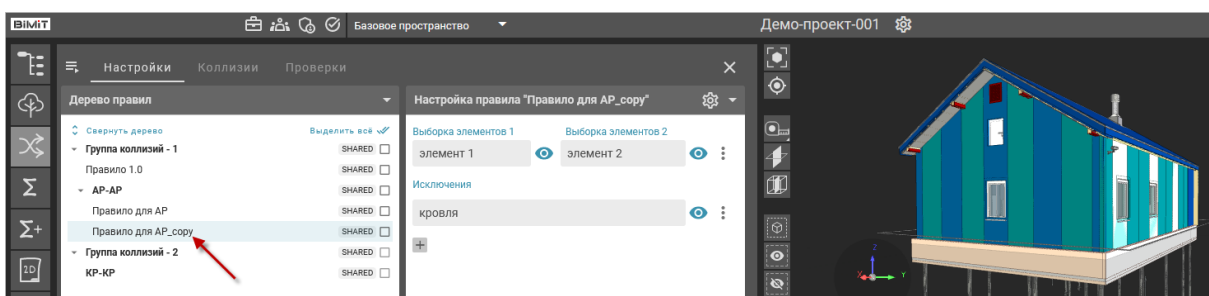 BIMIT Базовое пространство Демо-проект-001
Настройки Коллизии Проверки
Дерево правил
Свернуть дерево Выделить всё
Группа коллизий - 1 SHARED
Правило 1.0 SHARED
АР-АР SHARED
Правило для АР SHARED
Правило для АР_copy SHARED
Группа коллизий - 2 SHARED
КР-КР SHARED
Настройка правила "Правило для АР_copy"
Выборка элементов 1 Выборка элементов 2
элемент 1 элемент 2
Исключения
кровля
Σ
Σ+
2D
Z
X Y